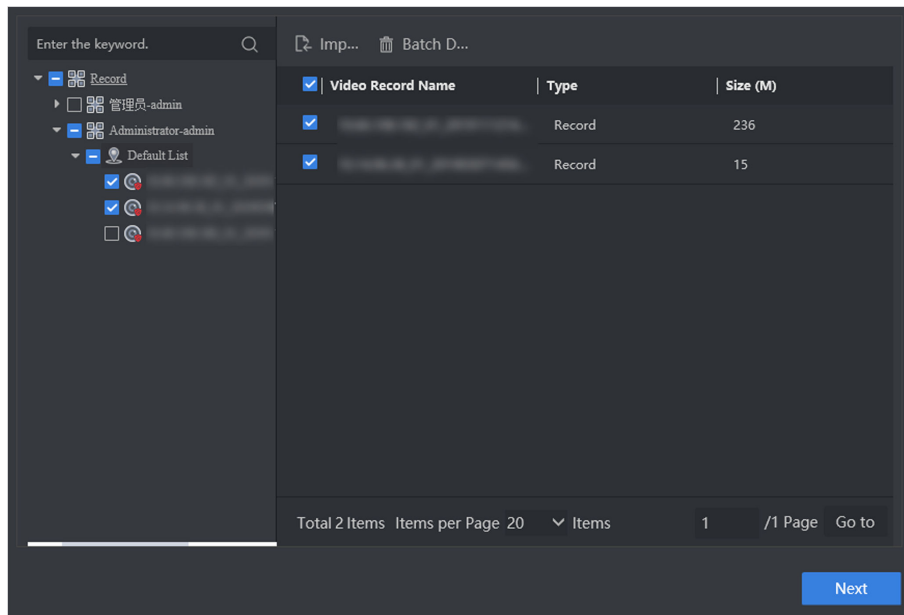 Enter the keyword.
Imp... Batch D...
Record
管理员-admin
Administrator-admin
Default List
Video Record Name Type Size (M)
Record 236
Record 15
Total 2 Items Items per Page 20 Items 1 /1 Page Go to
Next